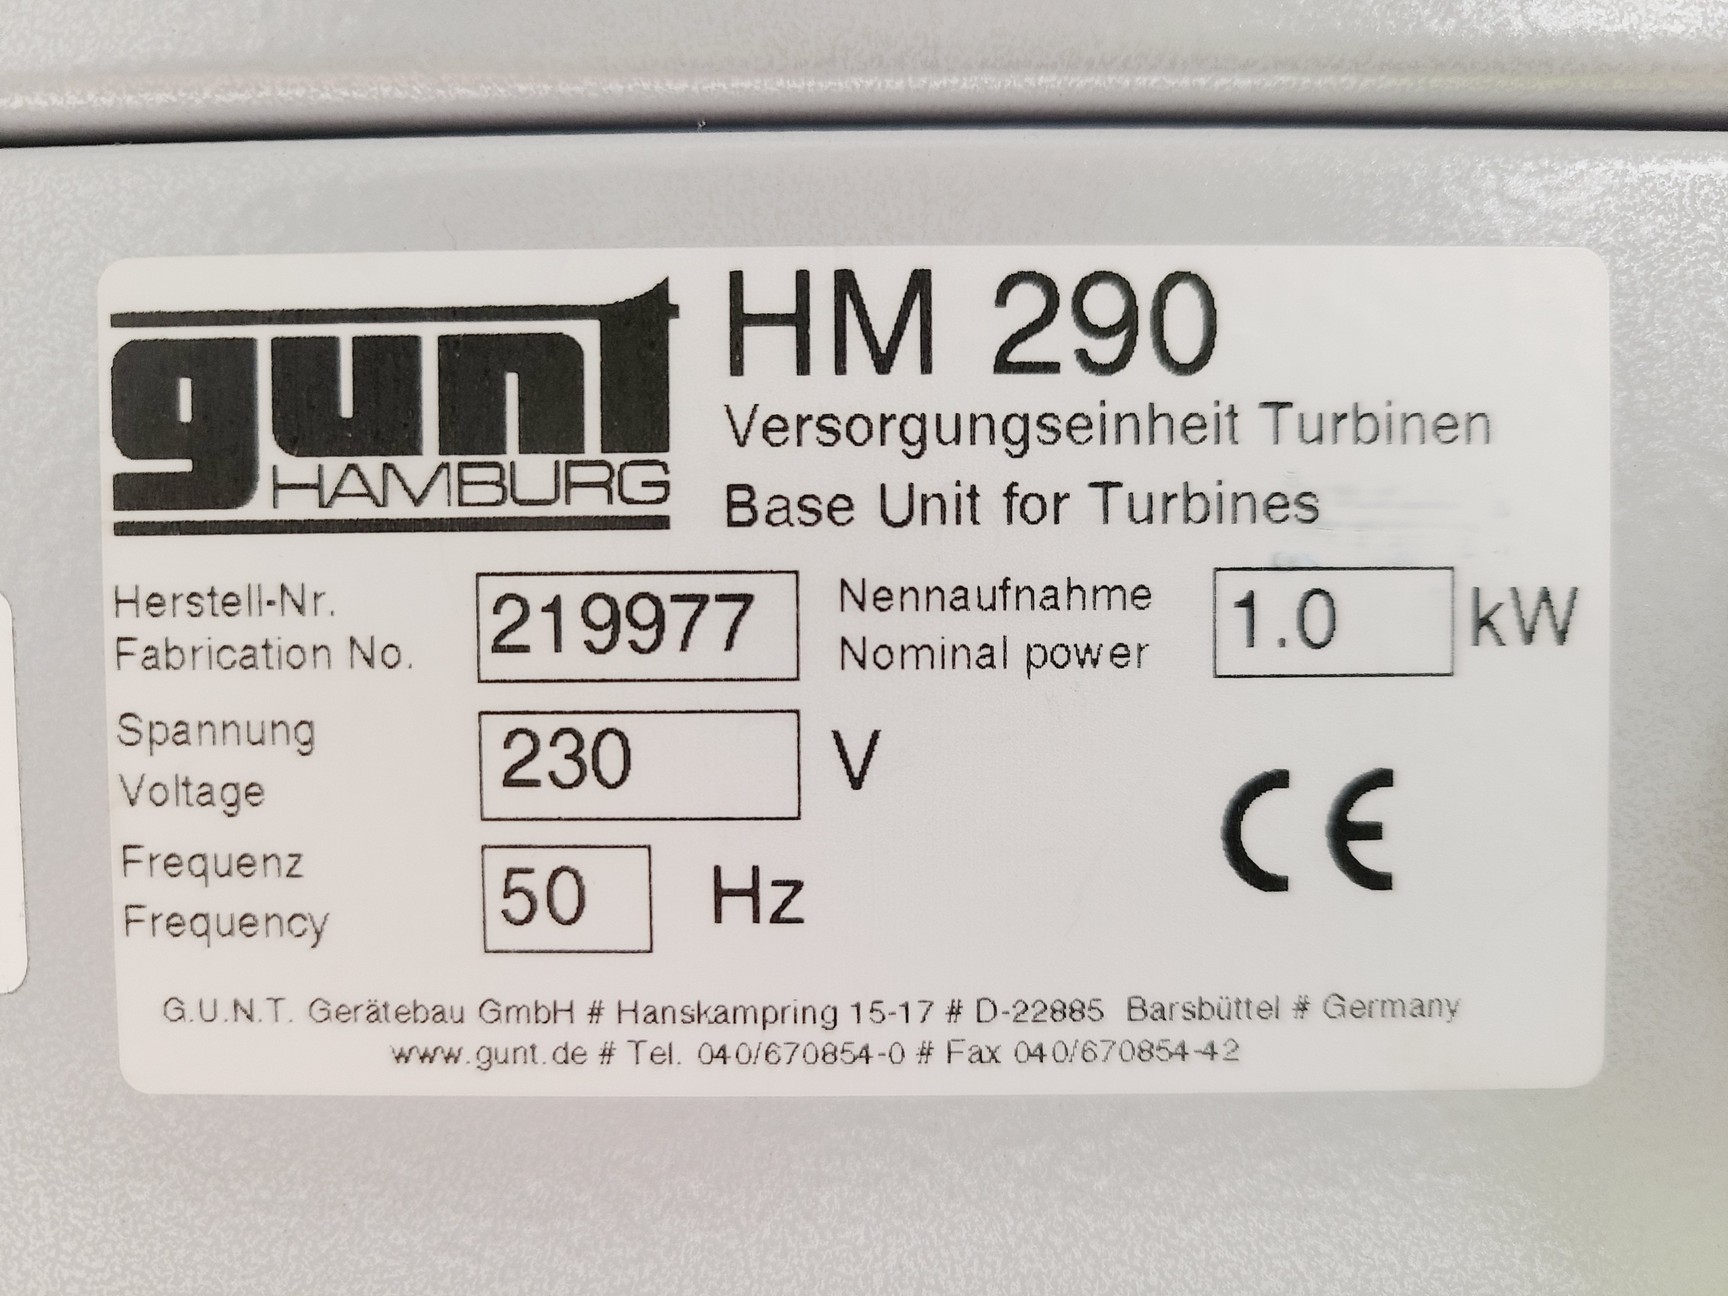 gunt
HAMBURG
HM 290
Versorgungseinheit Turbinen
Base Unit for Turbines
Herstell-Nr.
Fabrication No.
219977
Nennaufnahme
Nominal power
1.0 kW
Spannung
Voltage
230 V
Frequenz
Frequency
50 Hz
CE
G.U.N.T. Gerätebau GmbH # Hanskampring 15-17 # D-22885 Barsbüttel # Germany
www.gunt.de # Tel. 040/670854-0 # Fax 040/670854-42